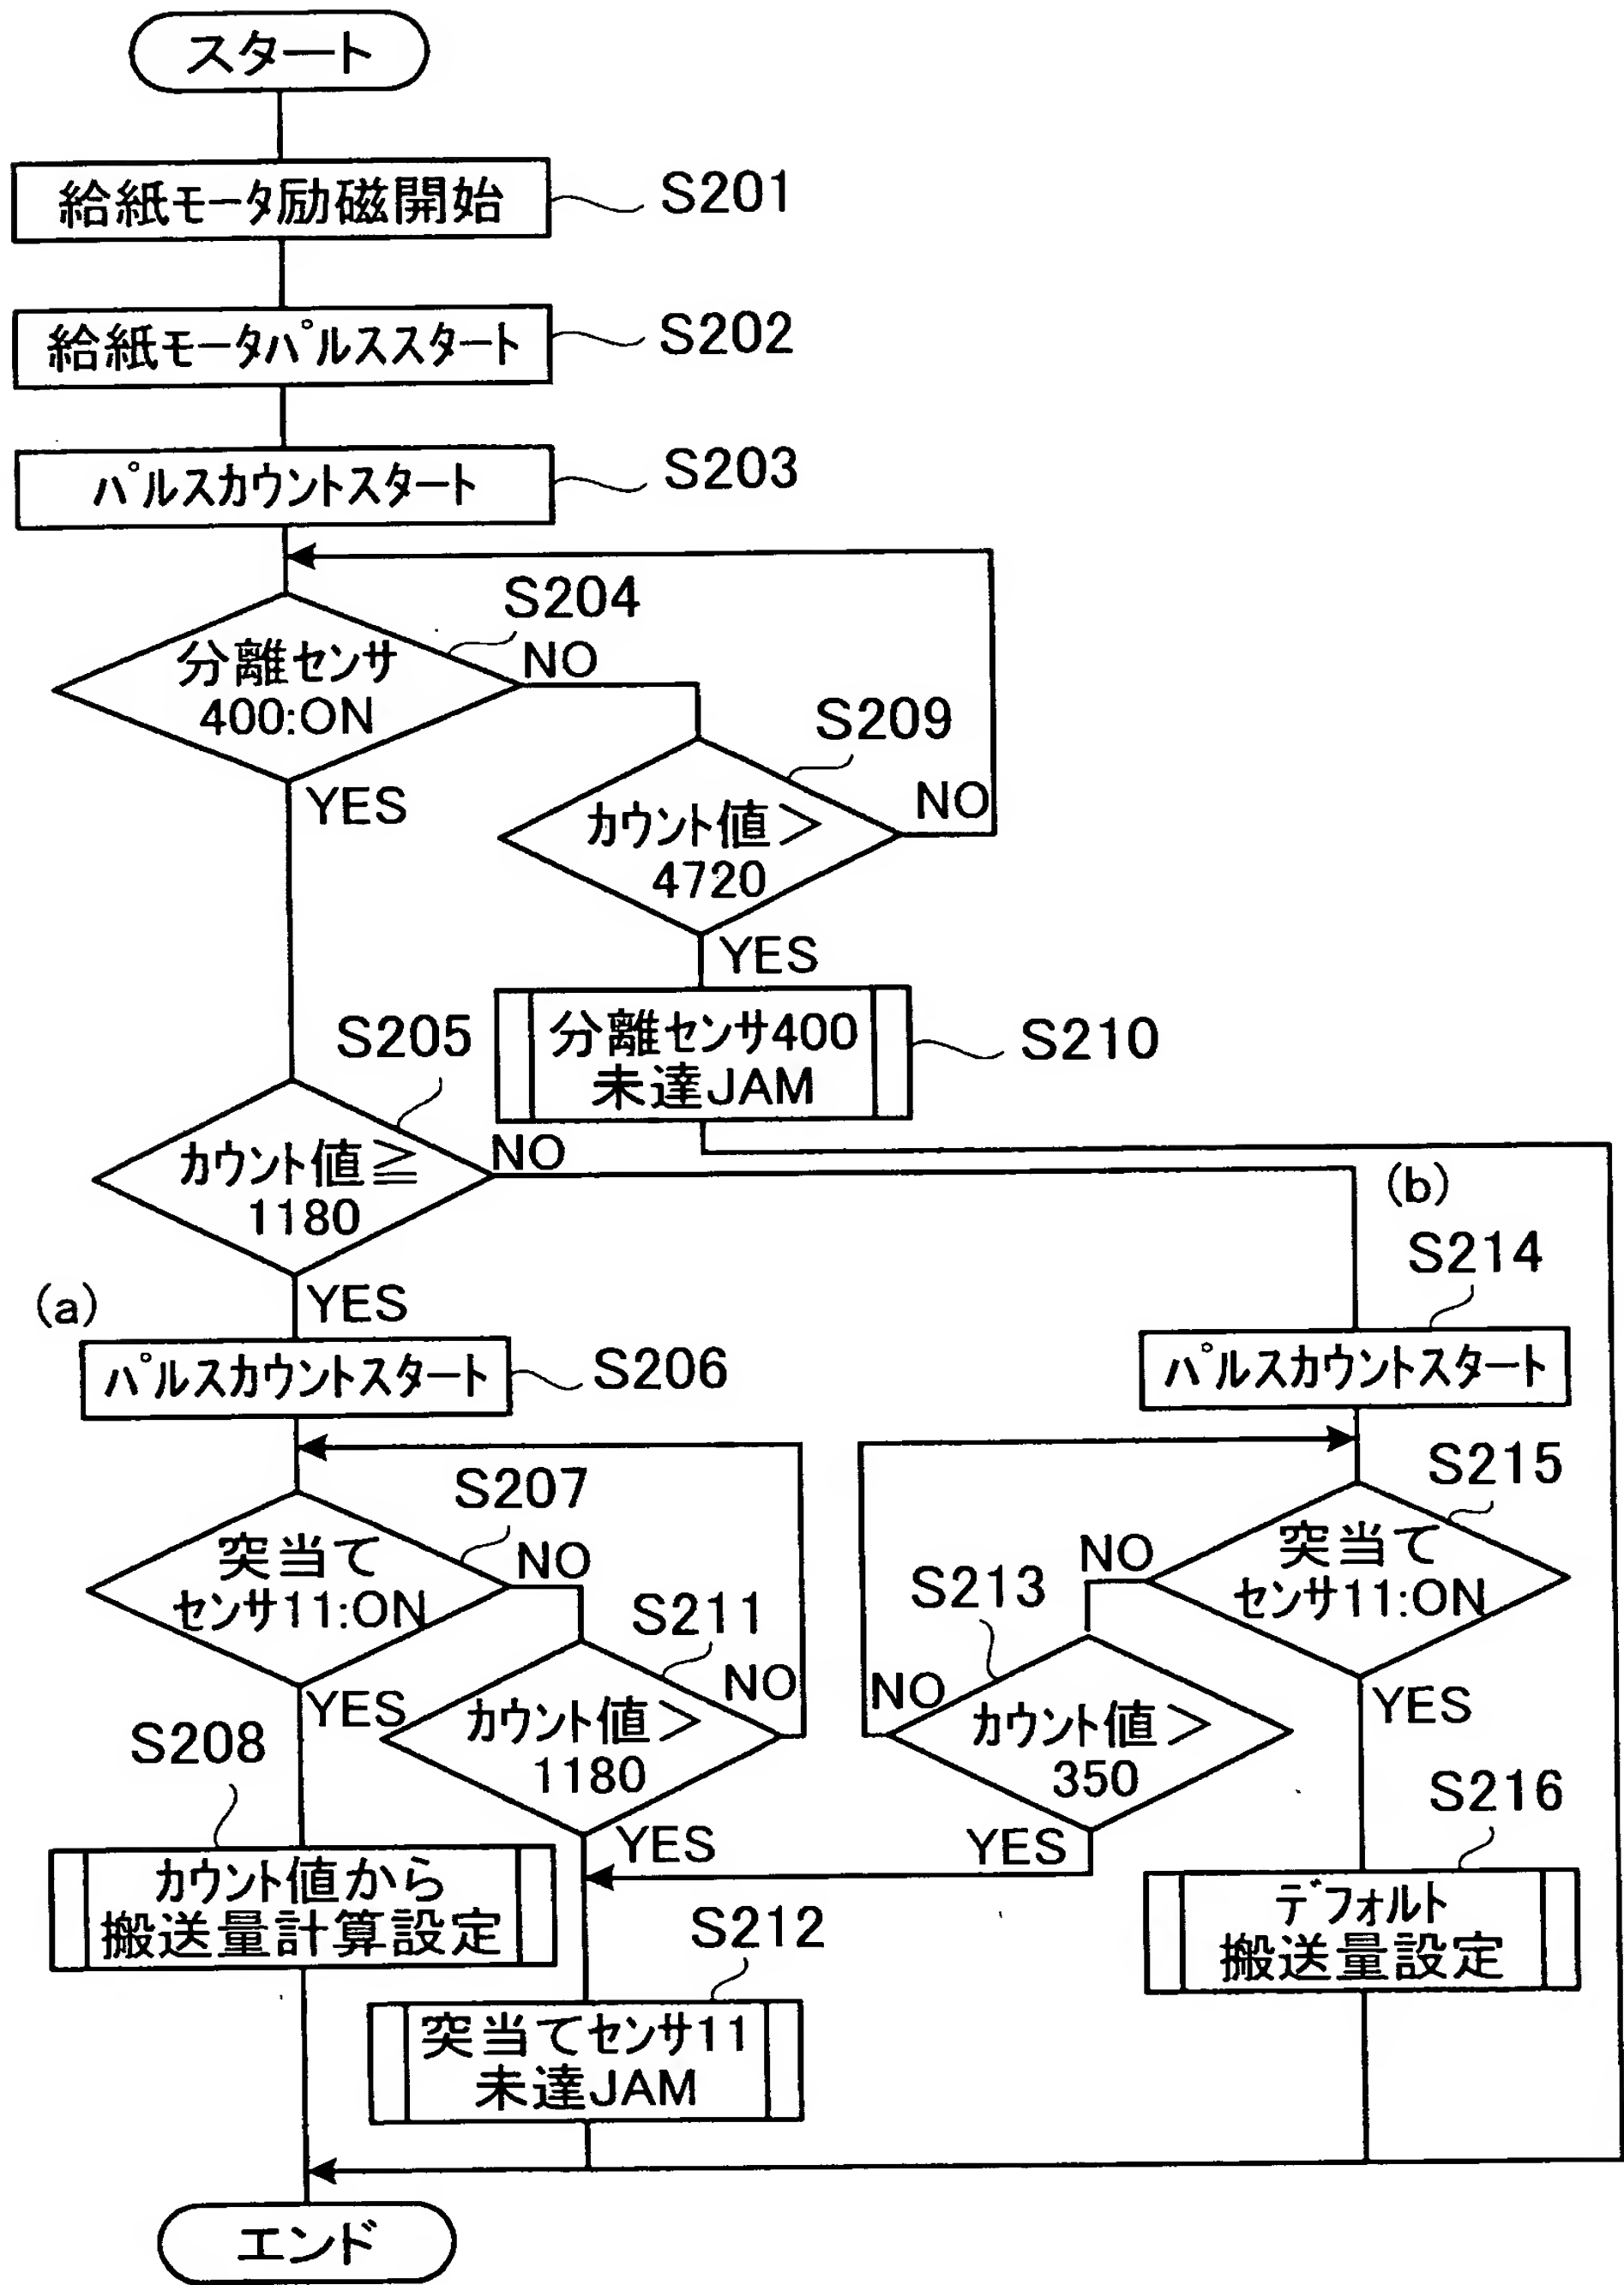 スタート
給紙モータ励磁開始
S201
給紙モータパルススタート
S202
パルスカウントスタート
S203
S204
分離センサ
400:ON
NO
YES
S209
カウント値＞
4720
NO
YES
分離センサ400
未達JAM
S210
S205
カウント値≧
1180
NO
YES
(a)
(b)
パルスカウントスタート
S206
S214
パルスカウントスタート
S207
突当て
センサ11:ON
NO
YES
S211
カウント値＞
1180
NO
YES
S215
突当て
センサ11:ON
NO
YES
S213
カウント値＞
350
NO
YES
S208
カウント値から
搬送量計算設定
S212
突当てセンサ11
未達JAM
S216
デフォルト
搬送量設定
エンド